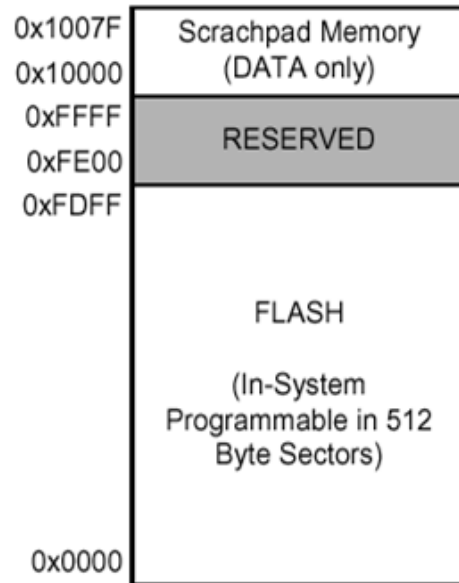 0x1007F
Scrachpad Memory
0x10000
(DATA only)
0xFFFF
RESERVED
0xFE00
0xFDFF
FLASH
(In-System
Programmable in 512
Byte Sectors)
0x0000